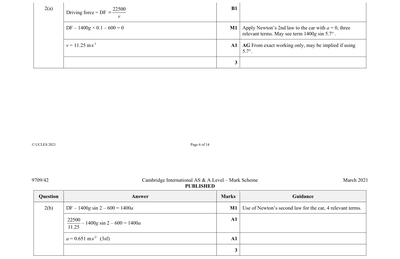 2(a) Driving force = DF = 22500/v B1
DF – 1400g × 0.1 – 600 = 0 M1 Apply Newton's 2nd law to the car with a = 0, three
relevant terms. May see term 1400g sin 5.7°.
v = 11.25 m s⁻¹ A1 AG From exact working only, may be implied if using
5.7°.
3
© UCLES 2021 Page 6 of 14
9709/42 Cambridge International AS & A Level – Mark Scheme March 2021
PUBLISHED
Question Answer Marks Guidance
2(b) DF – 1400g sin 2 – 600 = 1400a M1 Use of Newton's second law for the car, 4 relevant terms.
22500/11.25 – 1400g sin 2 – 600 = 1400a A1
a = 0.651 m s⁻² (3sf) A1
3